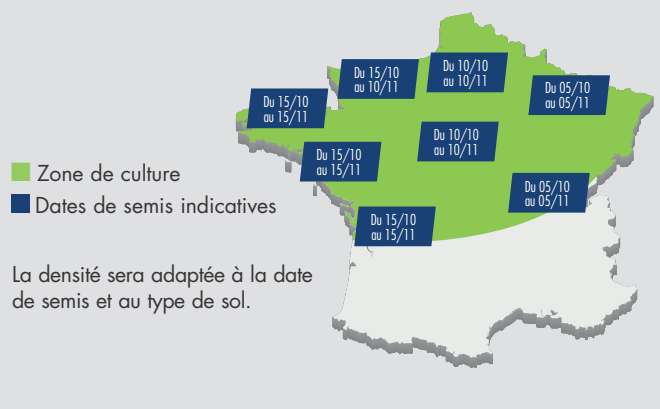 Du 10/10
au 10/11
Du 15/10
au 10/11
Du 05/10
au 05/11
Du 15/10
au 15/11
Du 10/10
au 10/11
Du 15/10
au 15/11
Du 05/10
au 05/11
Du 15/10
au 15/11
Zone de culture
Dates de semis indicatives
La densité sera adaptée à la date
de semis et au type de sol.